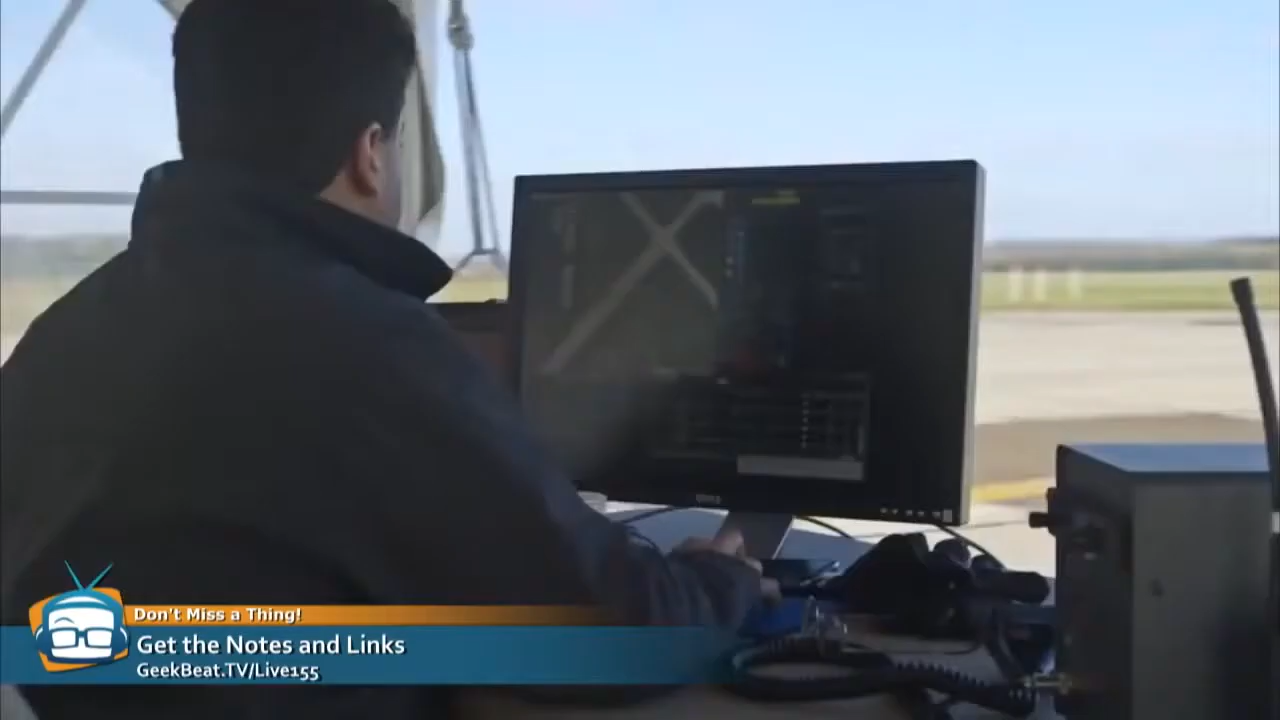 Don't Miss a Thing!
Get the Notes and Links
GeekBeat.TV/Live155